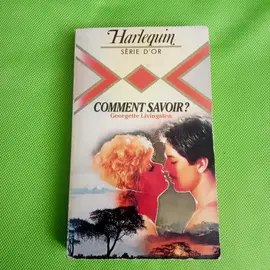 Harlequin
SÉRIE D'OR
COMMENT SAVOIR?
Georgette Livingston